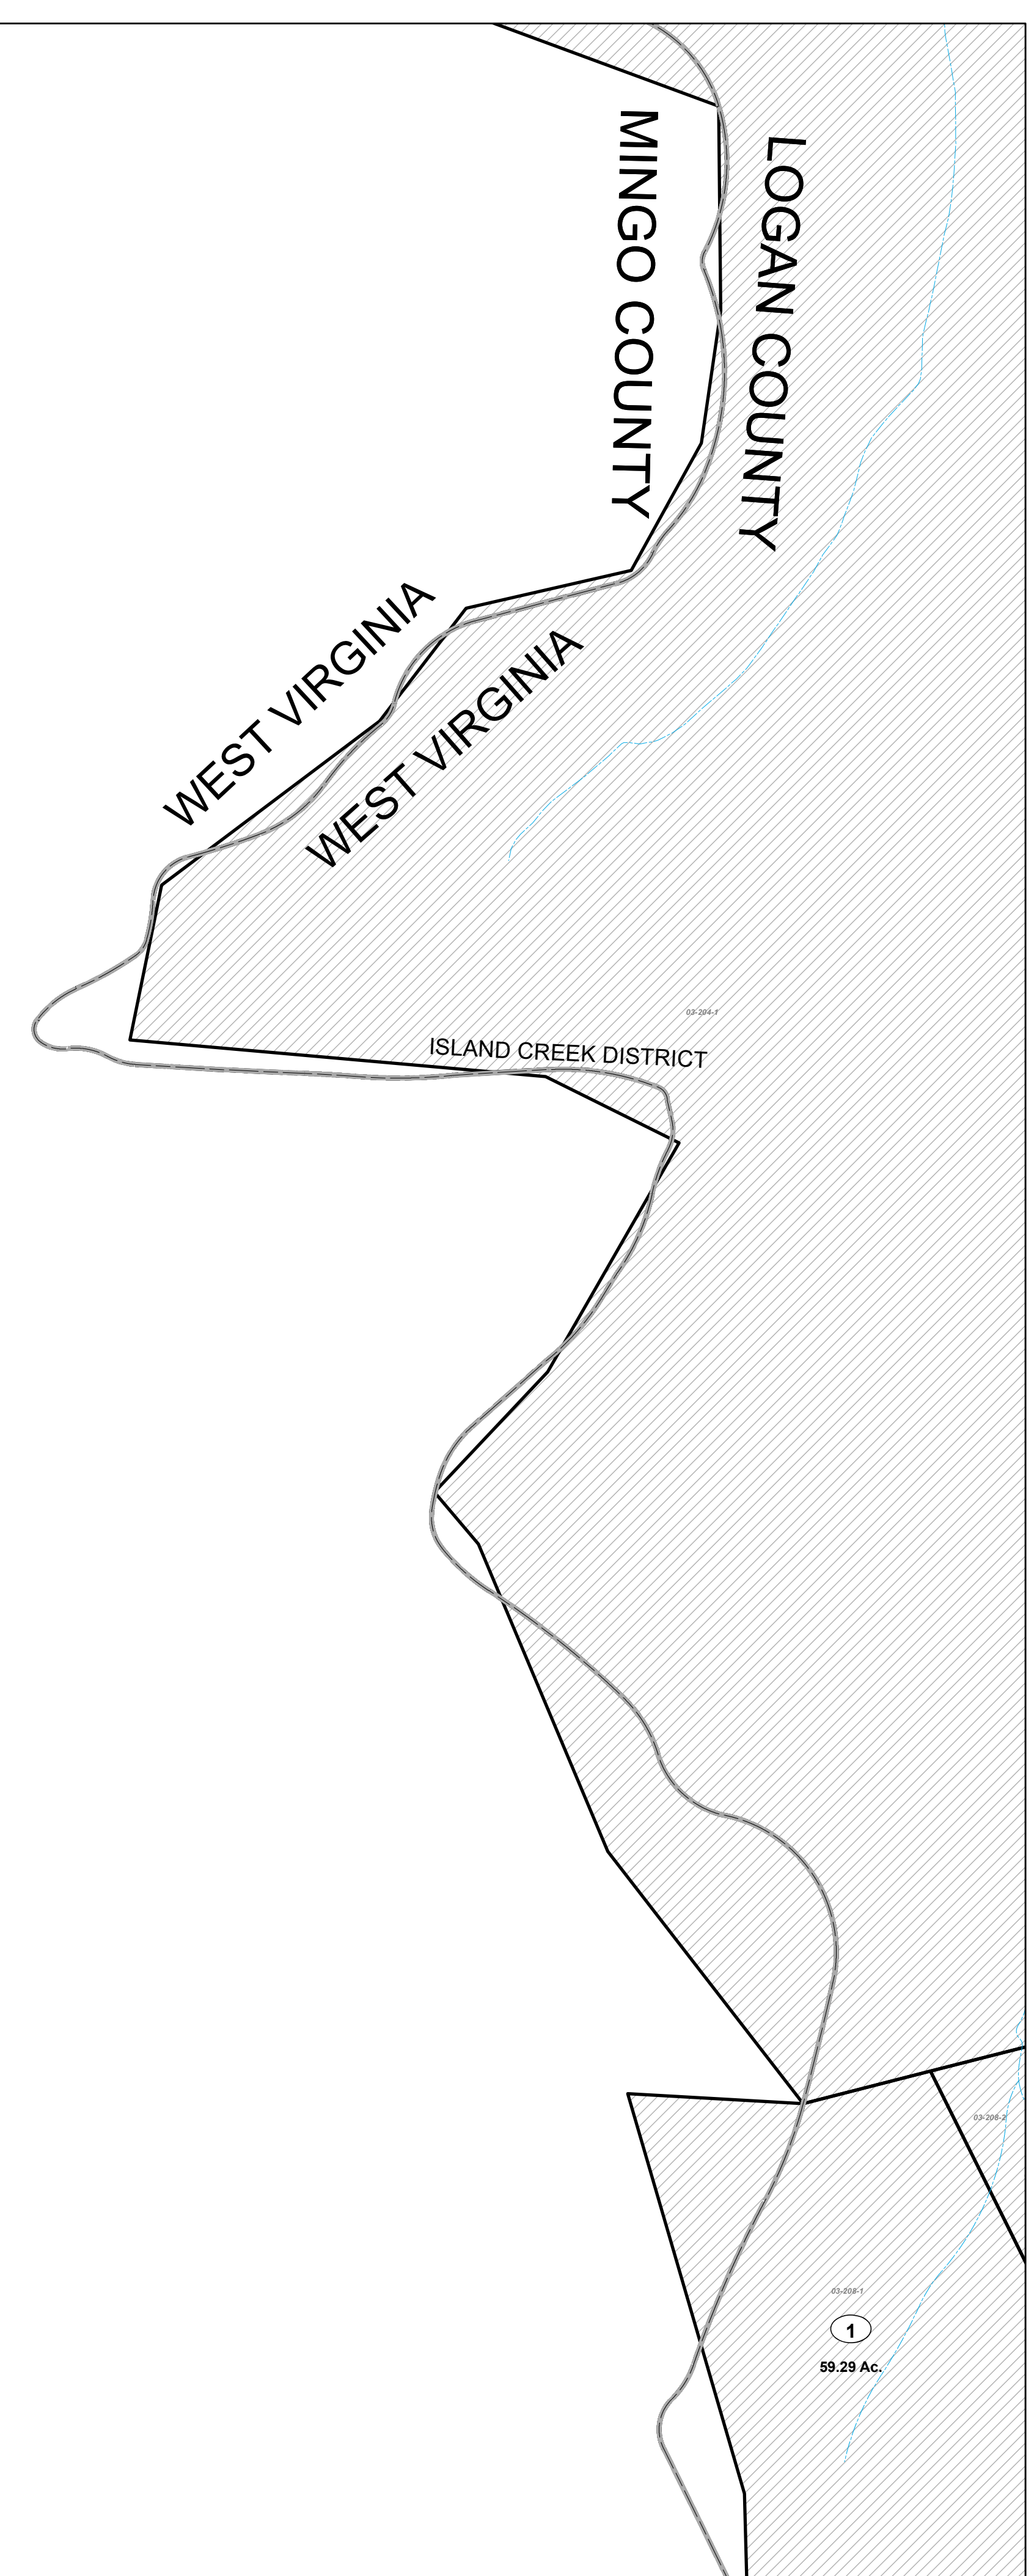 MINGO COUNTY
LOGAN COUNTY
WEST VIRGINIA
WEST VIRGINIA
03-204-1
ISLAND CREEK DISTRICT
03-208-2
03-208-1
1
59.29 Ac.